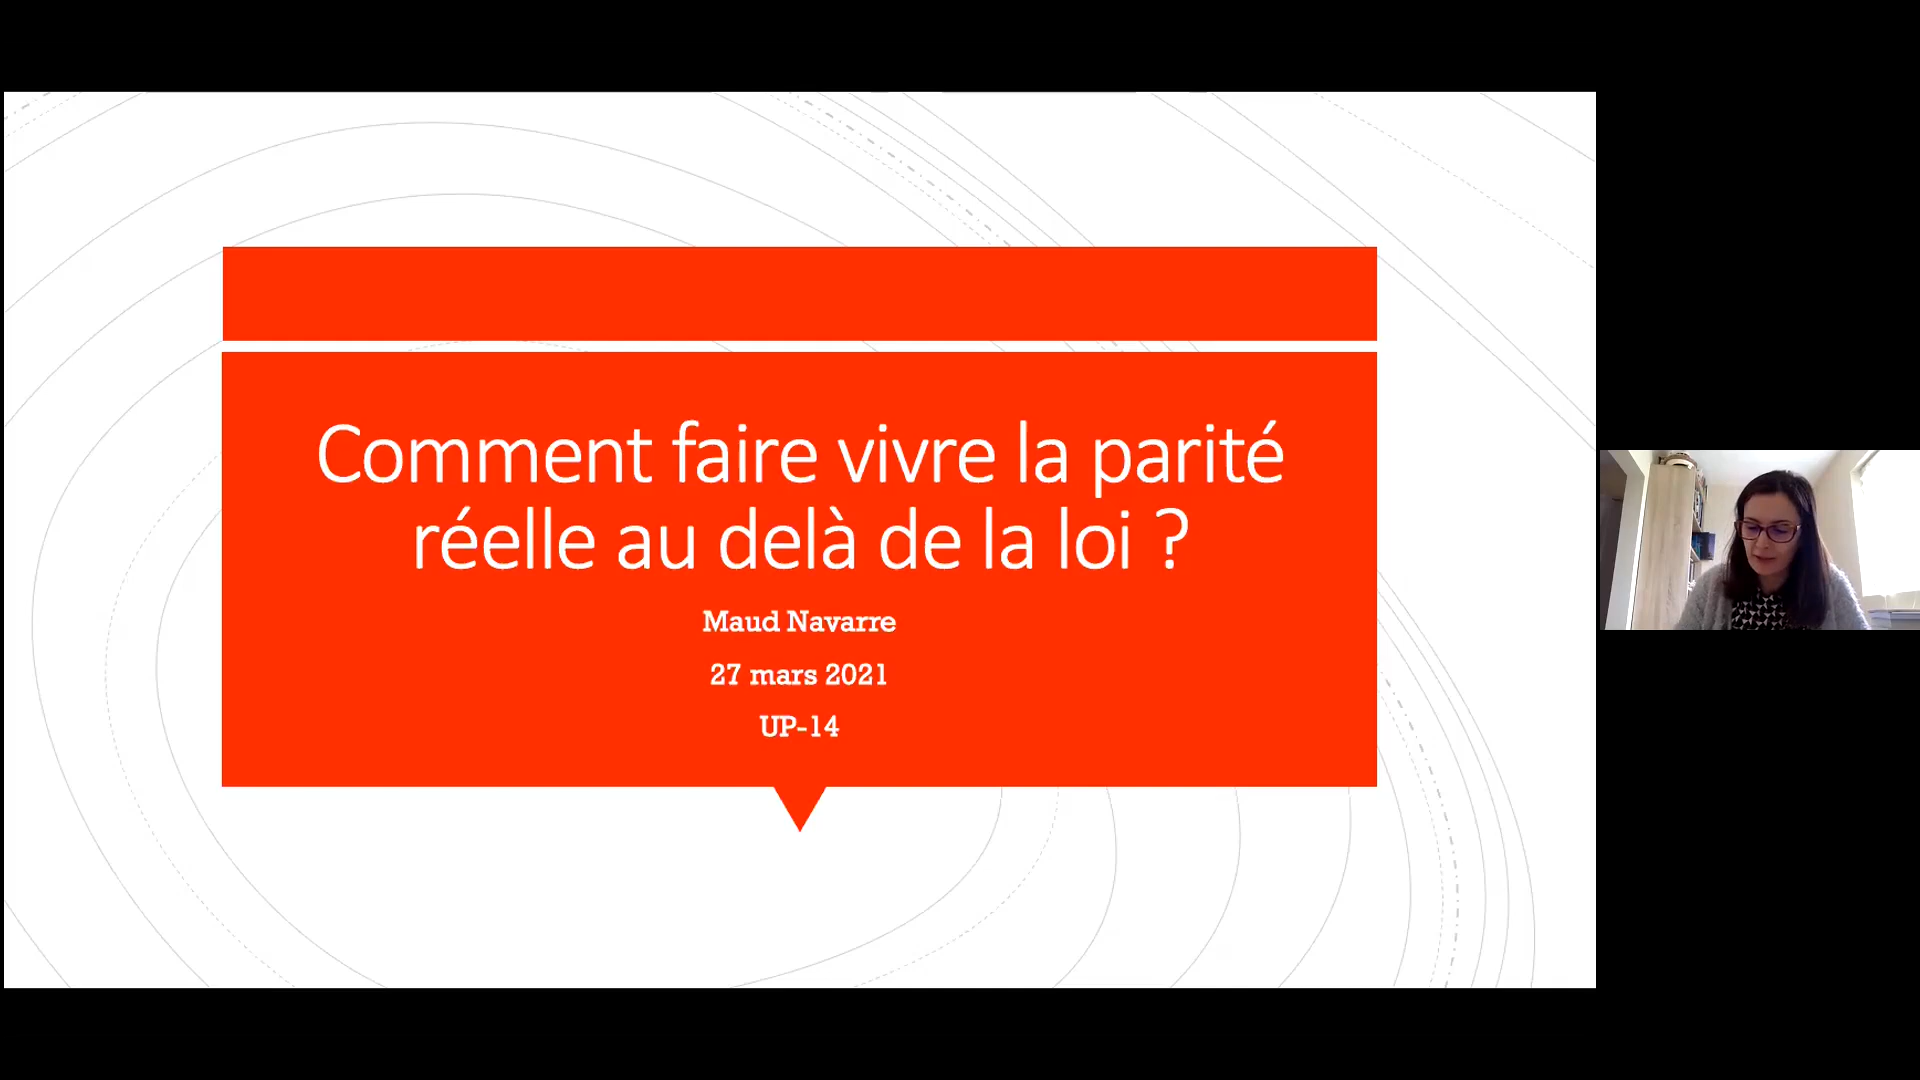 Comment faire vivre la parité
réelle au delà de la loi ?
Maud Navarre
27 mars 2021
UP-14